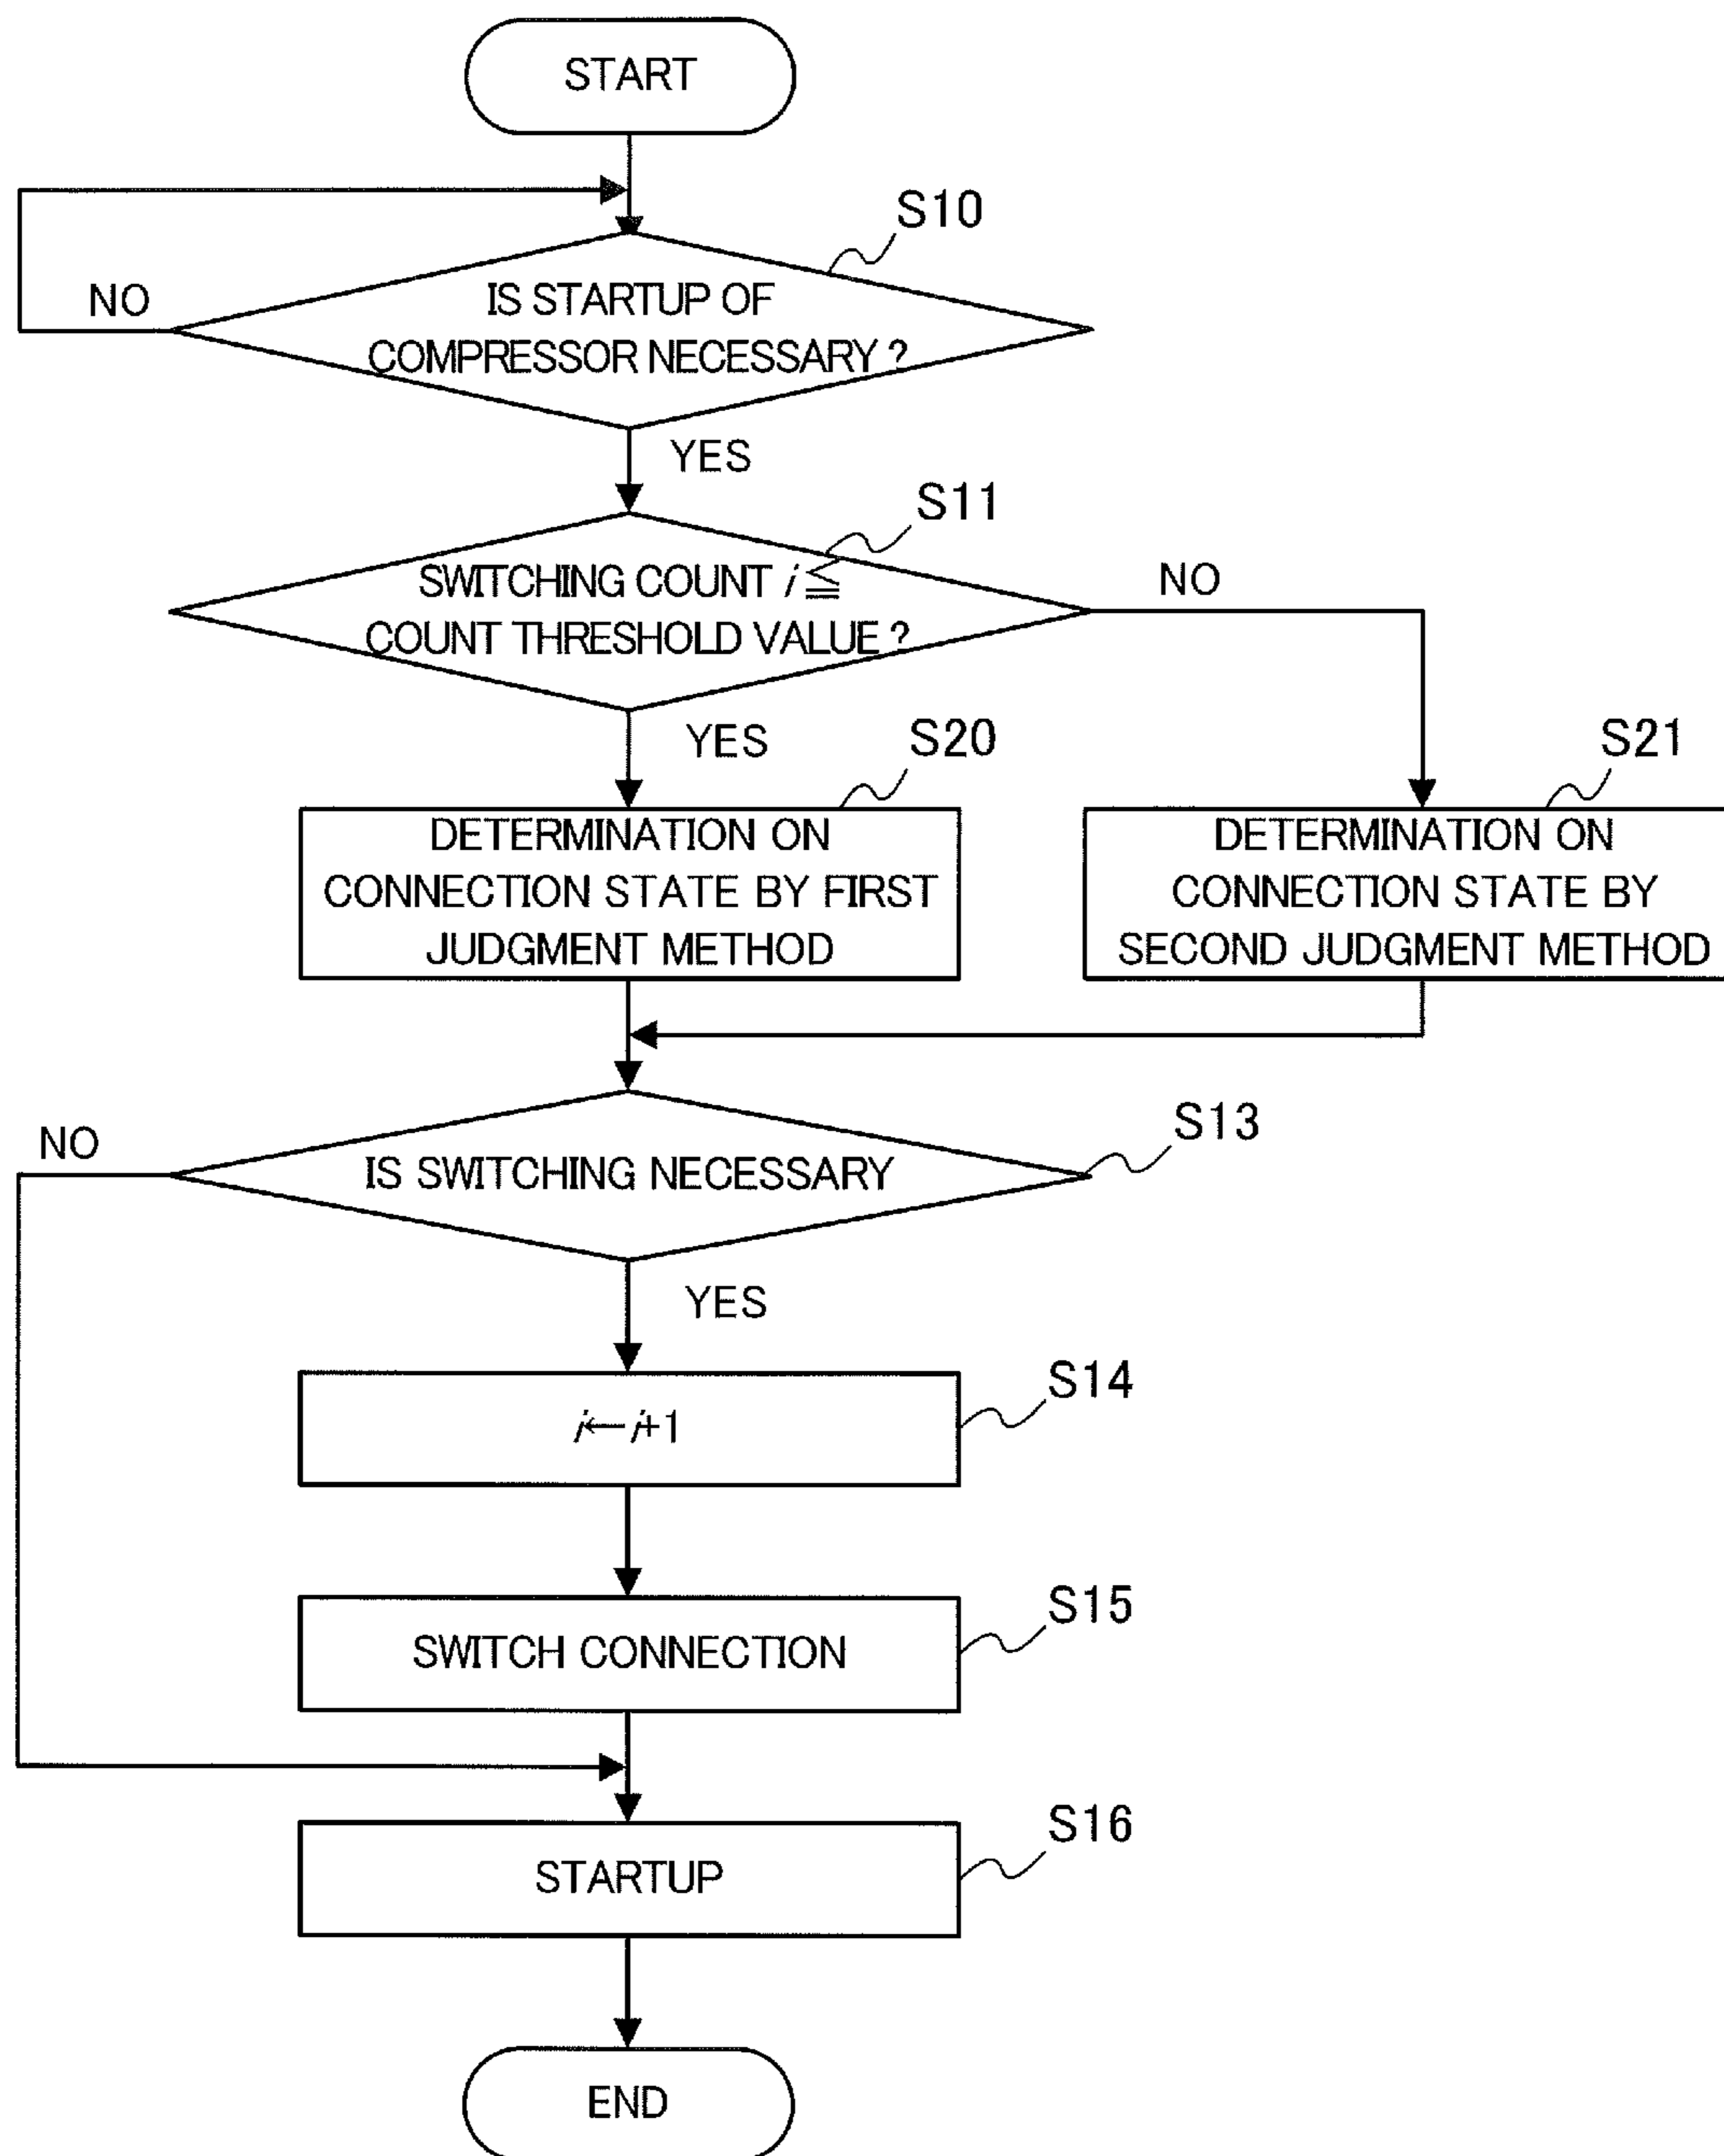 START
S10
NO
IS STARTUP OF
COMPRESSOR NECESSARY ?
YES
S11
SWITCHING COUNT i ≦
COUNT THRESHOLD VALUE ?
NO
YES
S20
S21
DETERMINATION ON
CONNECTION STATE BY FIRST
JUDGMENT METHOD
DETERMINATION ON
CONNECTION STATE BY
SECOND JUDGMENT METHOD
S13
NO
IS SWITCHING NECESSARY
YES
S14
i←i+1
S15
SWITCH CONNECTION
S16
STARTUP
END